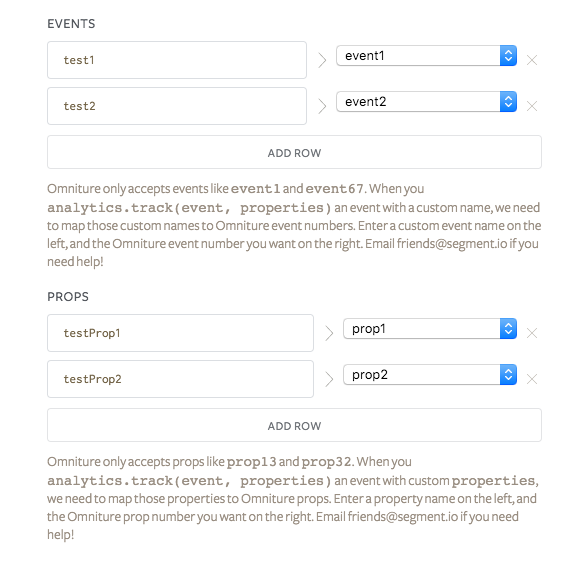 EVENTS
test1 event1
test2 event2
ADD ROW
Omniture only accepts events like event1 and event67. When you
analytics.track(event, properties) an event with a custom name, we need
to map those custom names to Omniture event numbers. Enter a custom event name on the
left, and the Omniture event number you want on the right. Email friends@segment.io if you
need help!
PROPS
testProp1 prop1
testProp2 prop2
ADD ROW
Omniture only accepts props like prop13 and prop32. When you
analytics.track(event, properties) an event with custom properties,
we need to map those properties to Omniture props. Enter a property name on the left, and
the Omniture prop number you want on the right. Email friends@segment.io if you need
help!